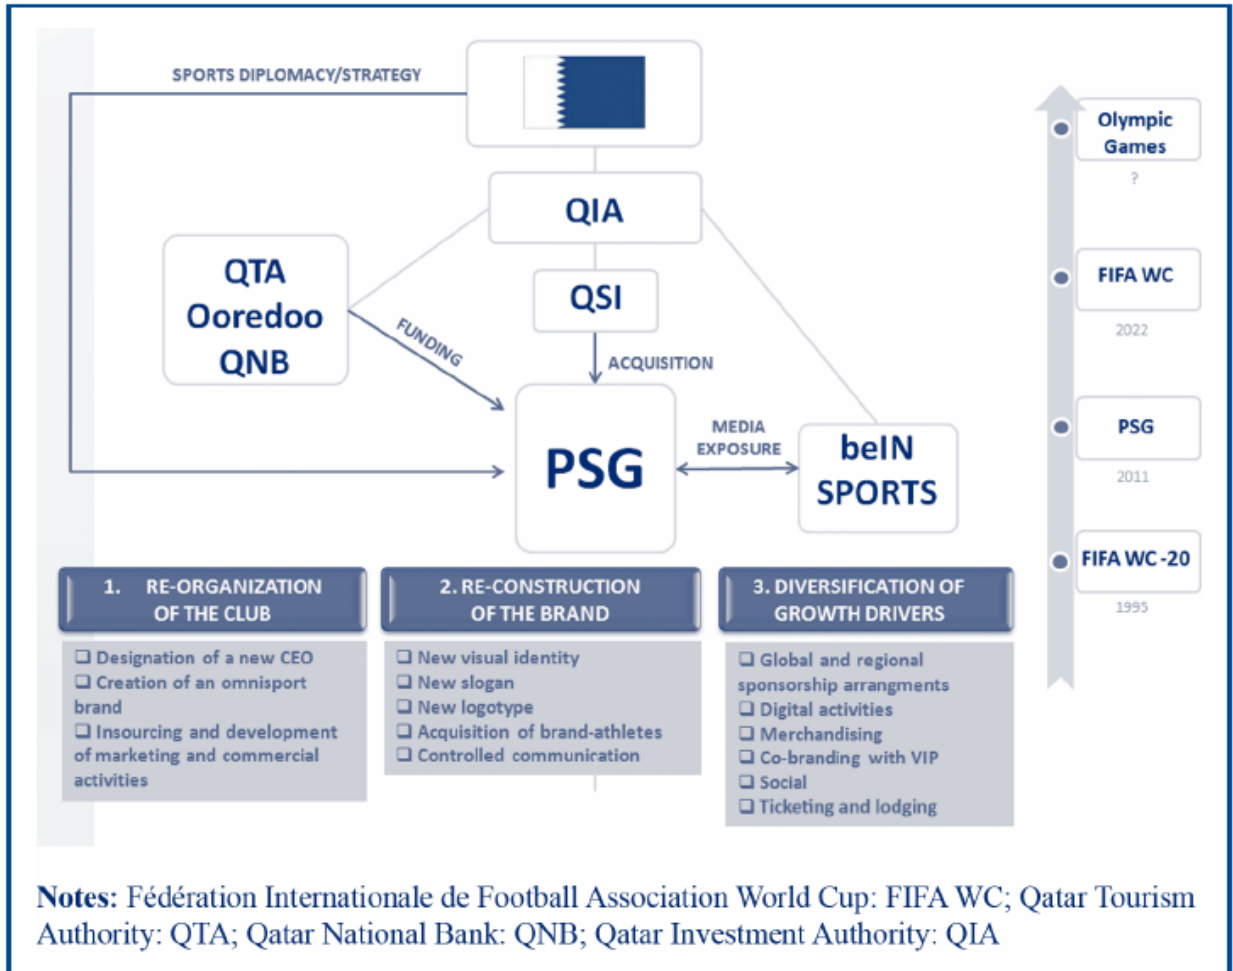 SPORTS DIPLOMACY/STRATEGY
QIA
QTA
Ooredoo
QNB
QSI
FUNDING
ACQUISITION
PSG
MEDIA
EXPOSURE
beIN
SPORTS
Olympic
Games
?
FIFA WC
2022
PSG
2011
FIFA WC -20
1995
1. RE-ORGANIZATION
OF THE CLUB
❑ Designation of a new CEO
❑ Creation of an omnisport
brand
❑ Insourcing and development
of marketing and commercial
activities
2. RE-CONSTRUCTION
OF THE BRAND
❑ New visual identity
❑ New slogan
❑ New logotype
❑ Acquisition of brand-athletes
❑ Controlled communication
3. DIVERSIFICATION OF
GROWTH DRIVERS
❑ Global and regional
sponsorship arrangments
❑ Digital activities
❑ Merchandising
❑ Co-branding with VIP
❑ Social
❑ Ticketing and lodging
Notes: Fédération Internationale de Football Association World Cup: FIFA WC; Qatar Tourism
Authority: QTA; Qatar National Bank: QNB; Qatar Investment Authority: QIA